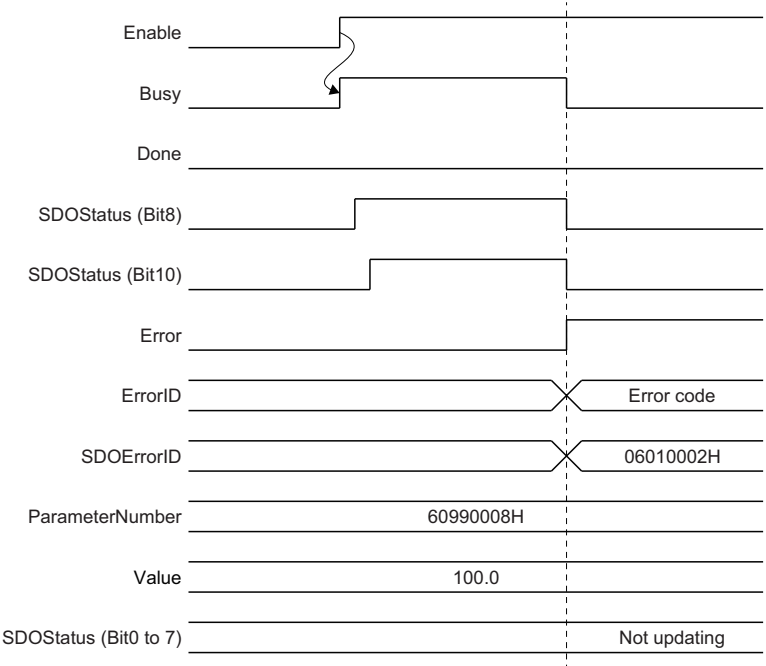 Enable
Busy
Done
SDOStatus (Bit8)
SDOStatus (Bit10)
Error
ErrorID Error code
SDOErrorID 06010002H
ParameterNumber 60990008H
Value 100.0
SDOStatus (Bit0 to 7) Not updating